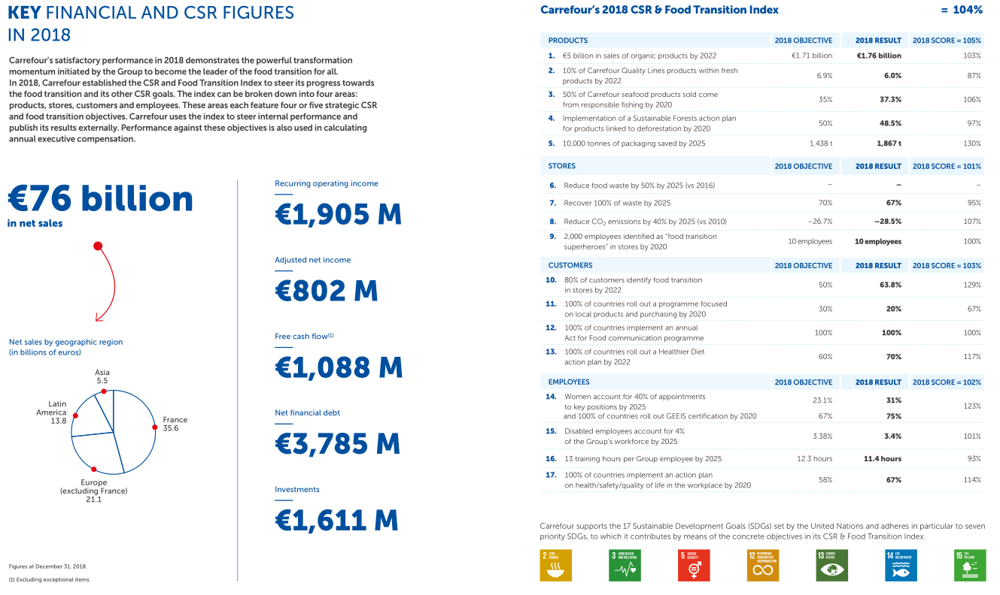 KEY FINANCIAL AND CSR FIGURES
IN 2018
Carrefour’s satisfactory performance in 2018 demonstrates the powerful transformation
momentum initiated by the Group to become the leader of the food transition for all.
In 2018, Carrefour established the CSR and Food Transition Index to steer its progress towards
the food transition and its other CSR goals. The index can be broken down into four areas:
products, stores, customers and employees. These areas each feature four or five strategic CSR
and food transition objectives. Carrefour uses the index to steer internal performance and
publish its results externally. Performance against these objectives is also used in calculating
annual executive compensation.
€76 billion
in net sales
Net sales by geographic region
(in billions of euros)
Asia
5.5
Latin
America
13.8
France
35.6
Europe
(excluding France)
21.1
Recurring operating income
€1,905 M
Adjusted net income
€802 M
Free cash flow(1)
€1,088 M
Net financial debt
€3,785 M
Investments
€1,611 M
Figures at December 31, 2018.
(1) Excluding exceptional items.
Carrefour’s 2018 CSR & Food Transition Index = 104%
PRODUCTS 2018 OBJECTIVE 2018 RESULT 2018 SCORE = 105%
1. €5 billion in sales of organic products by 2022 €1.71 billion €1.76 billion 103%
2. 10% of Carrefour Quality Lines products within fresh
products by 2022 6.9% 6.0% 87%
3. 50% of Carrefour seafood products sold come
from responsible fishing by 2020 35% 37.3% 106%
4. Implementation of a Sustainable Forests action plan
for products linked to deforestation by 2020 50% 48.5% 97%
5. 10,000 tonnes of packaging saved by 2025 1,438 t 1,867 t 130%
STORES 2018 OBJECTIVE 2018 RESULT 2018 SCORE = 101%
6. Reduce food waste by 50% by 2025 (vs 2016) – – –
7. Recover 100% of waste by 2025 70% 67% 95%
8. Reduce CO2 emissions by 40% by 2025 (vs 2010) –26.7% –28.5% 107%
9. 2,000 employees identified as “food transition
superheroes” in stores by 2020 10 employees 10 employees 100%
CUSTOMERS 2018 OBJECTIVE 2018 RESULT 2018 SCORE = 103%
10. 80% of customers identify food transition
in stores by 2022 50% 63.8% 129%
11. 100% of countries roll out a programme focused
on local products and purchasing by 2020 30% 20% 67%
12. 100% of countries implement an annual
Act for Food communication programme 100% 100% 100%
13. 100% of countries roll out a Healthier Diet
action plan by 2022 60% 70% 117%
EMPLOYEES 2018 OBJECTIVE 2018 RESULT 2018 SCORE = 102%
14. Women account for 40% of appointments
to key positions by 2025 23.1% 31% 123%
and 100% of countries roll out GEEIS certification by 2020 67% 75%
15. Disabled employees account for 4%
of the Group’s workforce by 2025 3.38% 3.4% 101%
16. 13 training hours per Group employee by 2025 12.3 hours 11.4 hours 93%
17. 100% of countries implement an action plan
on health/safety/quality of life in the workplace by 2020 58% 67% 114%
Carrefour supports the 17 Sustainable Development Goals (SDGs) set by the United Nations and adheres in particular to seven
priority SDGs, to which it contributes by means of the concrete objectives in its CSR & Food Transition Index.
2 ZERO
HUNGER
3 GOOD HEALTH
AND WELL-BEING
5 GENDER
EQUALITY
12 RESPONSIBLE
CONSUMPTION
AND PRODUCTION
13 CLIMATE
ACTION
14 LIFE
BELOW WATER
15 LIFE
ON LAND